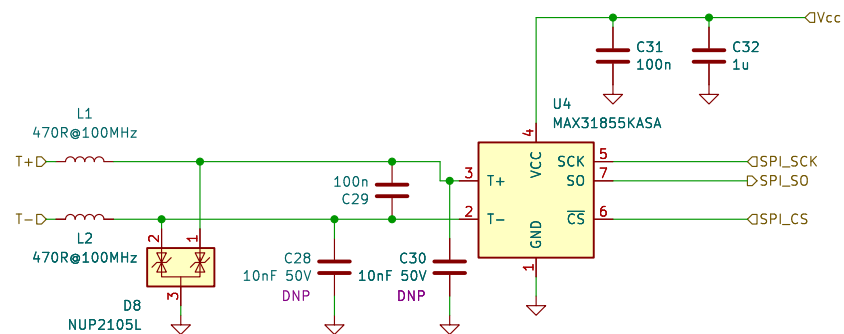 Vcc
C31
100n
C32
1u
U4
MAX31855KASA
L1
470R@100MHz
4
VCC
T+
100n
C29
3
T+
SCK
5
SPI_SCK
SO
7
SPI_SO
T-
2
T-
CS
6
SPI_CS
L2
470R@100MHz
2
1
GND
1
C28
10nF 50V
DNP
C30
10nF 50V
DNP
3
D8
NUP2105L